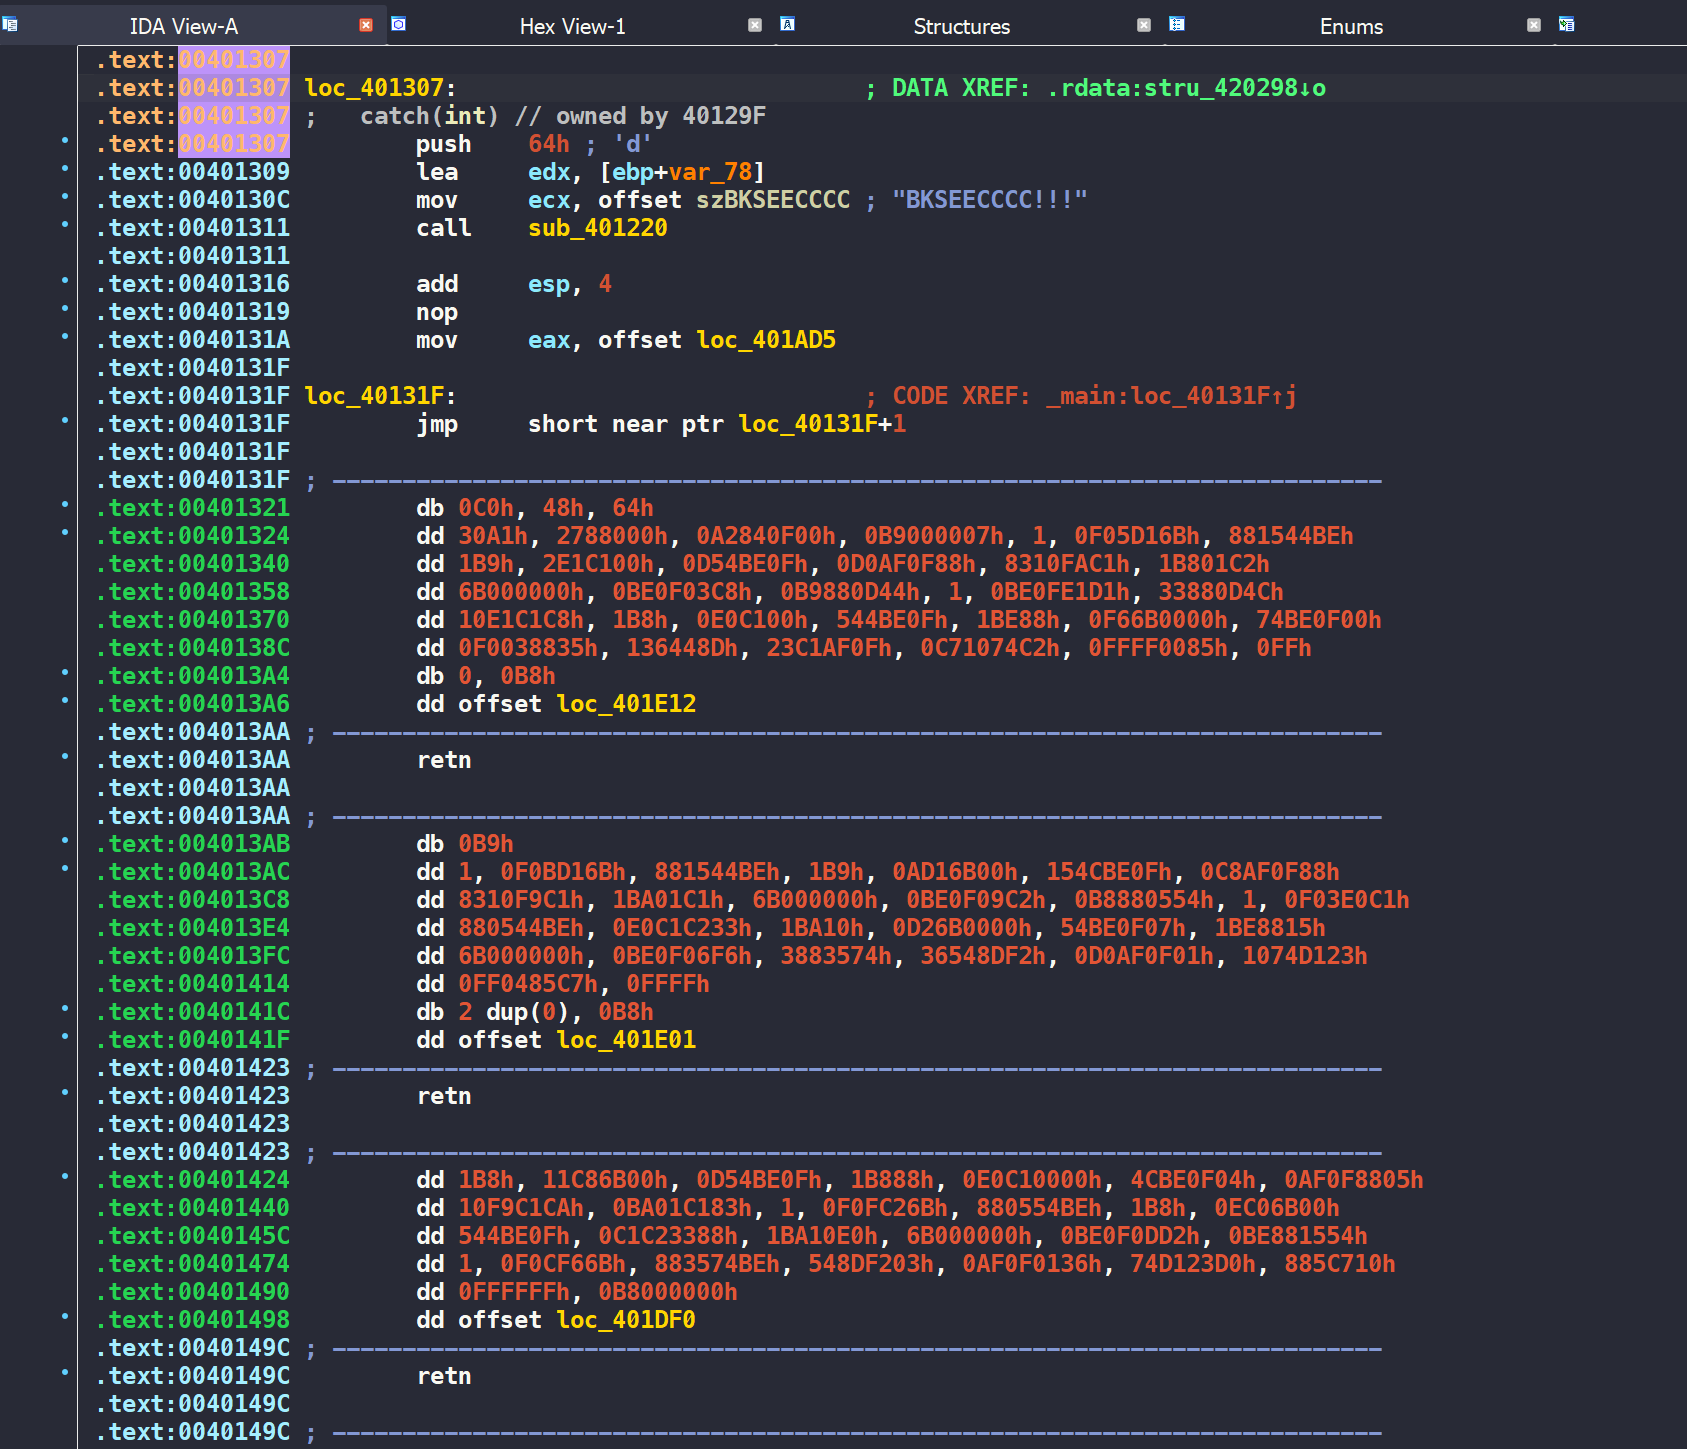 IDA View-A Hex View-1 Structures Enums
.text:00401307
.text:00401307 loc_401307: ; DATA XREF: .rdata:stru_420298↓o
.text:00401307 ; catch(int) // owned by 40129F
.text:00401307 push 64h ; 'd'
.text:00401309 lea edx, [ebp+var_78]
.text:0040130C mov ecx, offset szBKSEECCCC ; "BKSEECCCC!!!"
.text:00401311 call sub_401220
.text:00401311
.text:00401316 add esp, 4
.text:00401319 nop
.text:0040131A mov eax, offset loc_401AD5
.text:0040131F
.text:0040131F loc_40131F: ; CODE XREF: _main:loc_40131F↑j
.text:0040131F jmp short near ptr loc_40131F+1
.text:0040131F
.text:0040131F ; ---------------------------------------------------------------------------
.text:00401321 db 0C0h, 48h, 64h
.text:00401324 dd 30A1h, 2788000h, 0A2840F00h, 0B9000007h, 1, 0F05D16Bh, 881544BEh
.text:00401340 dd 1B9h, 2E1C100h, 0D54BE0Fh, 0D0AF0F88h, 8310FAC1h, 1B801C2h
.text:00401358 dd 6B000000h, 0BE0F03C8h, 0B9880D44h, 1, 0BE0FE1D1h, 33880D4Ch
.text:00401370 dd 10E1C1C8h, 1B8h, 0E0C100h, 544BE0Fh, 1BE88h, 0F66B0000h, 74BE0F00h
.text:0040138C dd 0F0038835h, 136448Dh, 23C1AF0Fh, 0C71074C2h, 0FFFF0085h, 0FFh
.text:004013A4 db 0, 0B8h
.text:004013A6 dd offset loc_401E12
.text:004013AA ; ---------------------------------------------------------------------------
.text:004013AA retn
.text:004013AA
.text:004013AA ; ---------------------------------------------------------------------------
.text:004013AB db 0B9h
.text:004013AC dd 1, 0F0BD16Bh, 881544BEh, 1B9h, 0AD16B00h, 154CBE0Fh, 0C8AF0F88h
.text:004013C8 dd 8310F9C1h, 1BA01C1h, 6B000000h, 0BE0F09C2h, 0B8880554h, 1, 0F03E0C1h
.text:004013E4 dd 880544BEh, 0E0C1C233h, 1BA10h, 0D26B0000h, 54BE0F07h, 1BE8815h
.text:004013FC dd 6B000000h, 0BE0F06F6h, 3883574h, 36548DF2h, 0D0AF0F01h, 1074D123h
.text:00401414 dd 0FF0485C7h, 0FFFFh
.text:0040141C db 2 dup(0), 0B8h
.text:0040141F dd offset loc_401E01
.text:00401423 ; ---------------------------------------------------------------------------
.text:00401423 retn
.text:00401423
.text:00401423 ; ---------------------------------------------------------------------------
.text:00401424 dd 1B8h, 11C86B00h, 0D54BE0Fh, 1B888h, 0E0C10000h, 4CBE0F04h, 0AF0F8805h
.text:00401440 dd 10F9C1CAh, 0BA01C183h, 1, 0F0FC26Bh, 880554BEh, 1B8h, 0EC06B00h
.text:0040145C dd 544BE0Fh, 0C1C23388h, 1BA10E0h, 6B000000h, 0BE0F0DD2h, 0BE881554h
.text:00401474 dd 1, 0F0CF66Bh, 883574BEh, 548DF203h, 0AF0F0136h, 74D123D0h, 885C710h
.text:00401490 dd 0FFFFFFh, 0B8000000h
.text:00401498 dd offset loc_401DF0
.text:0040149C ; ---------------------------------------------------------------------------
.text:0040149C retn
.text:0040149C
.text:0040149C ; ---------------------------------------------------------------------------